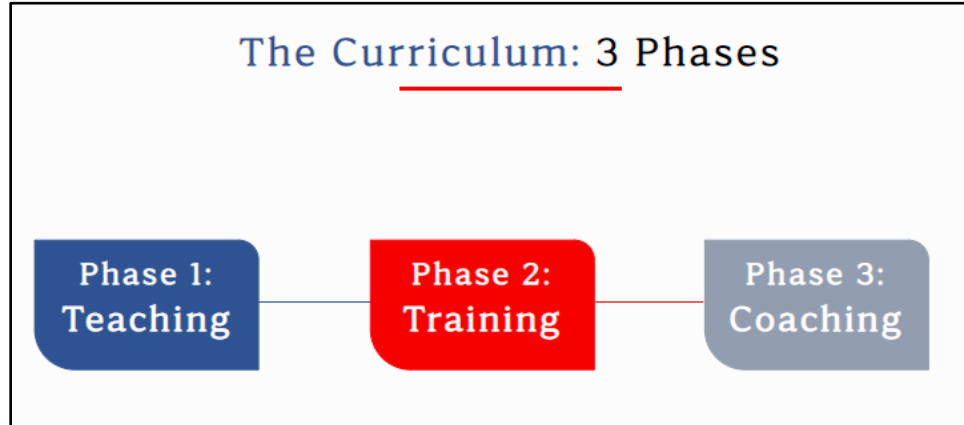 The Curriculum: 3 Phases
Phase 1:
Teaching
Phase 2:
Training
Phase 3:
Coaching